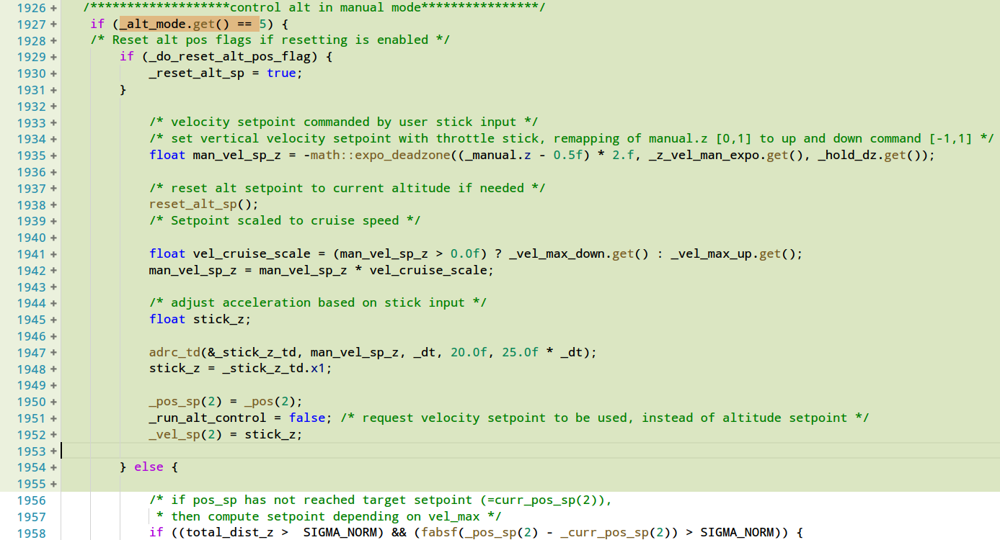 1926 + /*******************control alt in manual mode****************/
1927 + if (_alt_mode.get() == 5) {
1928 + /* Reset alt pos flags if resetting is enabled */
1929 + if (_do_reset_alt_pos_flag) {
1930 + _reset_alt_sp = true;
1931 + }
1932 +
1933 + /* velocity setpoint commanded by user stick input */
1934 + /* set vertical velocity setpoint with throttle stick, remapping of manual.z [0,1] to up and down command [-1,1] */
1935 + float man_vel_sp_z = -math::expo_deadzone((_manual.z - 0.5f) * 2.f, _z_vel_man_expo.get(), _hold_dz.get());
1936 +
1937 + /* reset alt setpoint to current altitude if needed */
1938 + reset_alt_sp();
1939 + /* Setpoint scaled to cruise speed */
1940 +
1941 + float vel_cruise_scale = (man_vel_sp_z > 0.0f) ? _vel_max_down.get() : _vel_max_up.get();
1942 + man_vel_sp_z = man_vel_sp_z * vel_cruise_scale;
1943 +
1944 + /* adjust acceleration based on stick input */
1945 + float stick_z;
1946 +
1947 + adrc_td(&_stick_z_td, man_vel_sp_z, _dt, 20.0f, 25.0f * _dt);
1948 + stick_z = _stick_z_td.x1;
1949 +
1950 + _pos_sp(2) = _pos(2);
1951 + _run_alt_control = false; /* request velocity setpoint to be used, instead of altitude setpoint */
1952 + _vel_sp(2) = stick_z;
1953 +
1954 + } else {
1955 +
1956 /* if pos_sp has not reached target setpoint (=curr_pos_sp(2)),
1957 * then compute setpoint depending on vel_max */
1958 if ((total_dist_z >  SIGMA_NORM) && (fabsf(_pos_sp(2) - _curr_pos_sp(2)) > SIGMA_NORM)) {